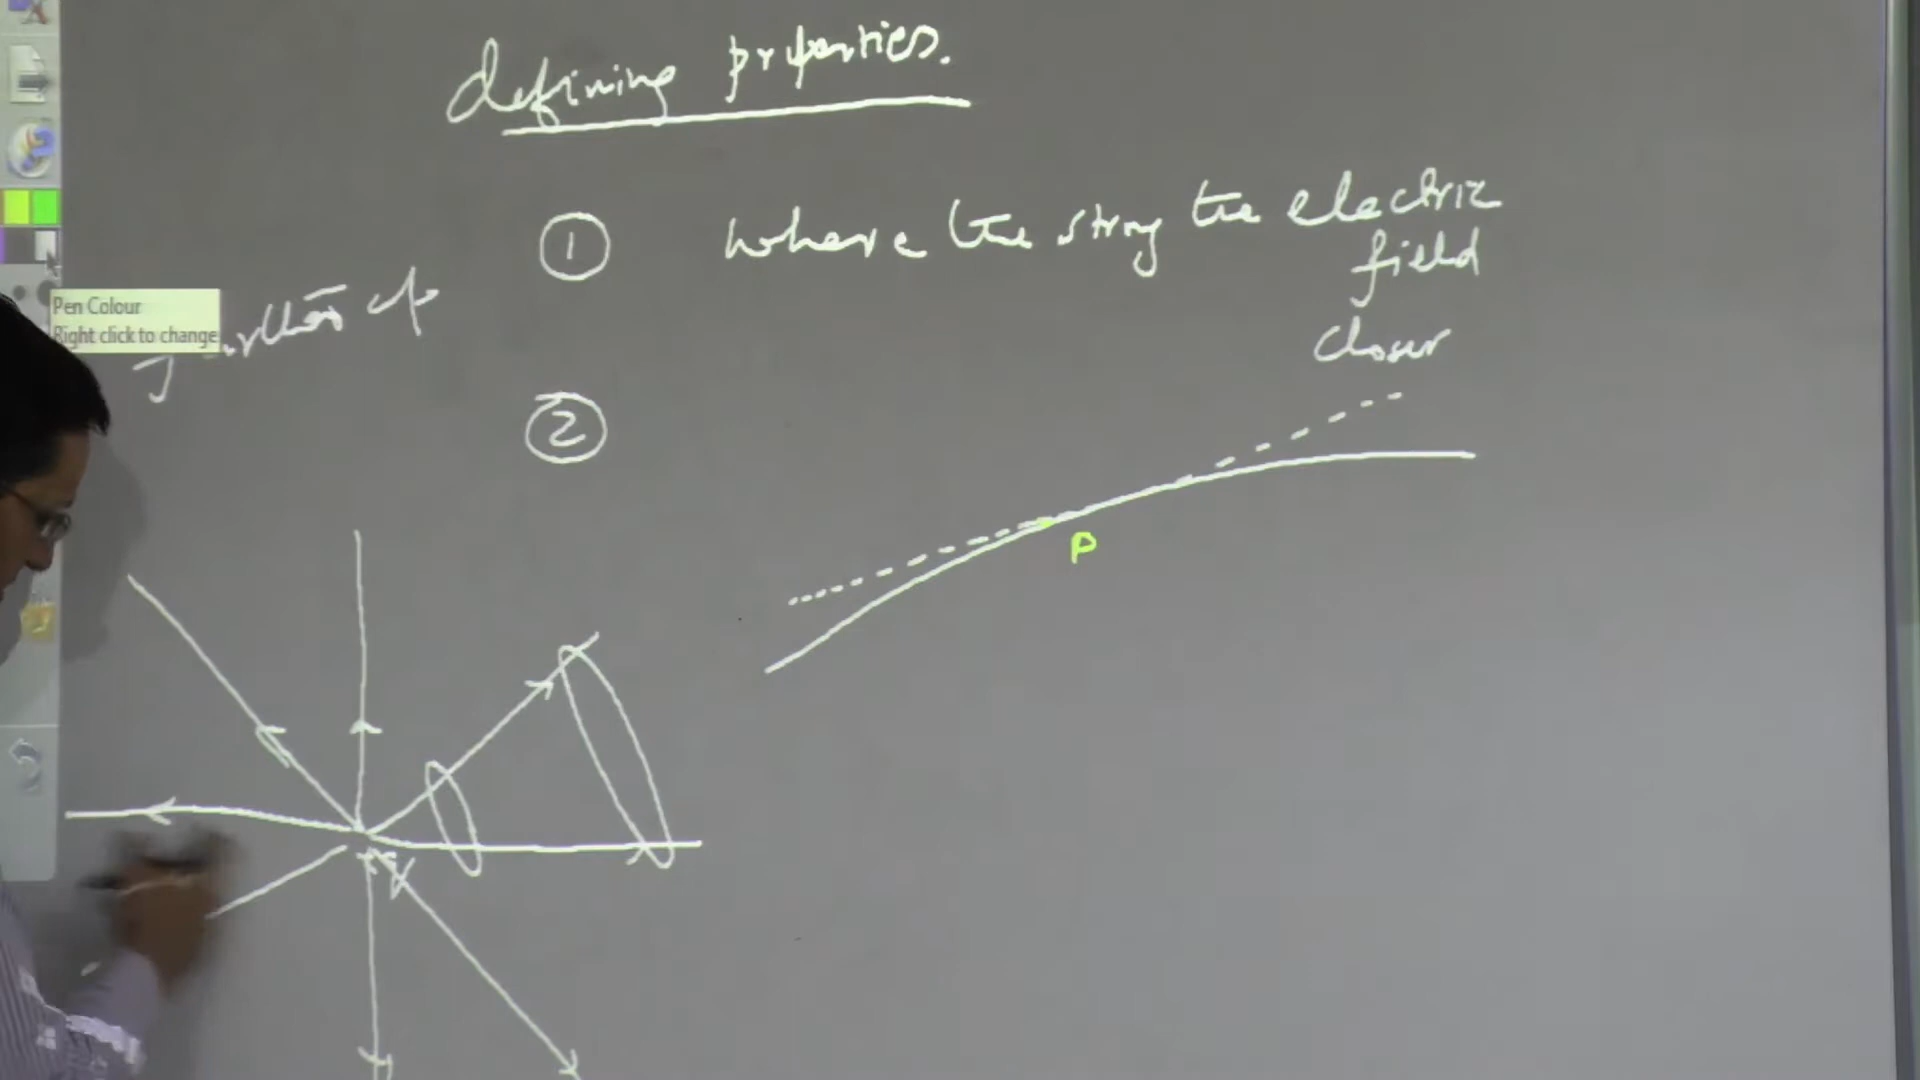 defining properties.
① where the strong the electric
field
closer
Pen Colour
Right click to change
②
P